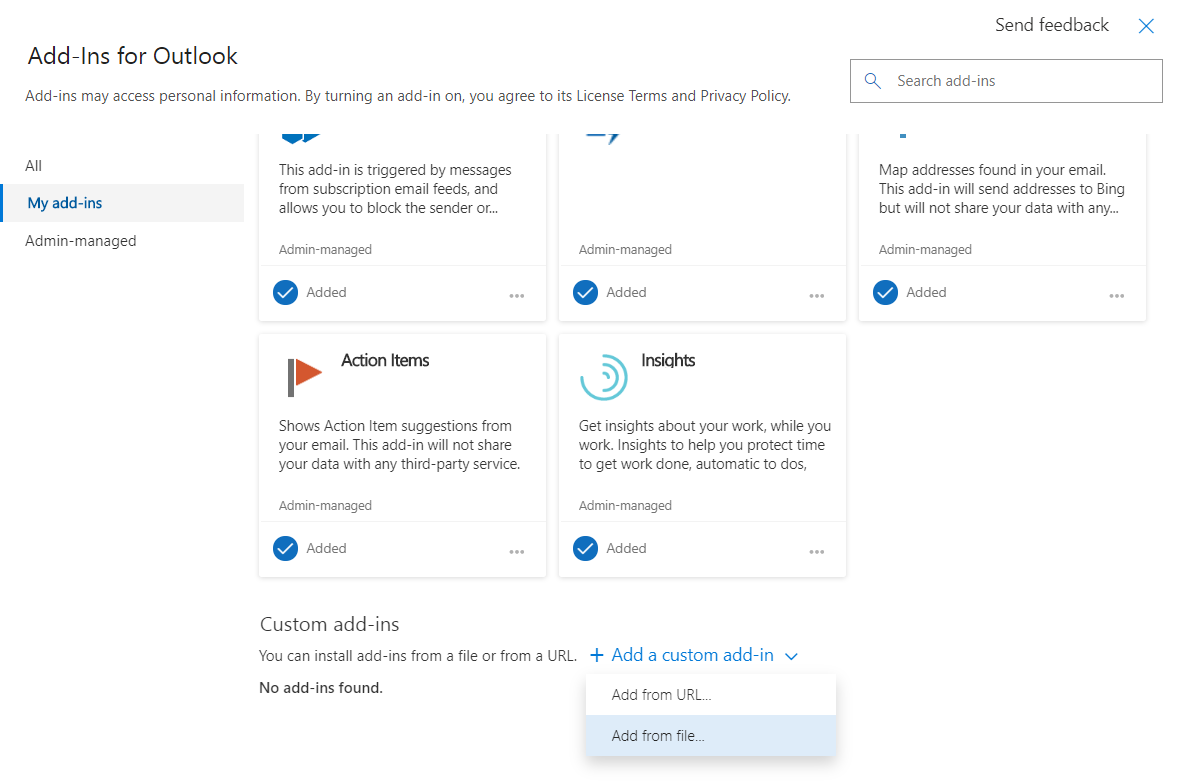 Send feedback
Add-Ins for Outlook
Add-ins may access personal information. By turning an add-in on, you agree to its License Terms and Privacy Policy.
Search add-ins
All
My add-ins
Admin-managed
This add-in is triggered by messages
from subscription email feeds, and
allows you to block the sender or...
Admin-managed
Added
Admin-managed
Added
Map addresses found in your email.
This add-in will send addresses to Bing
but will not share your data with any...
Admin-managed
Added
Action Items
Shows Action Item suggestions from
your email. This add-in will not share
your data with any third-party service.
Admin-managed
Added
Insights
Get insights about your work, while you
work. Insights to help you protect time
to get work done, automatic to dos,
Admin-managed
Added
Custom add-ins
You can install add-ins from a file or from a URL. + Add a custom add-in
No add-ins found.
Add from URL...
Add from file...